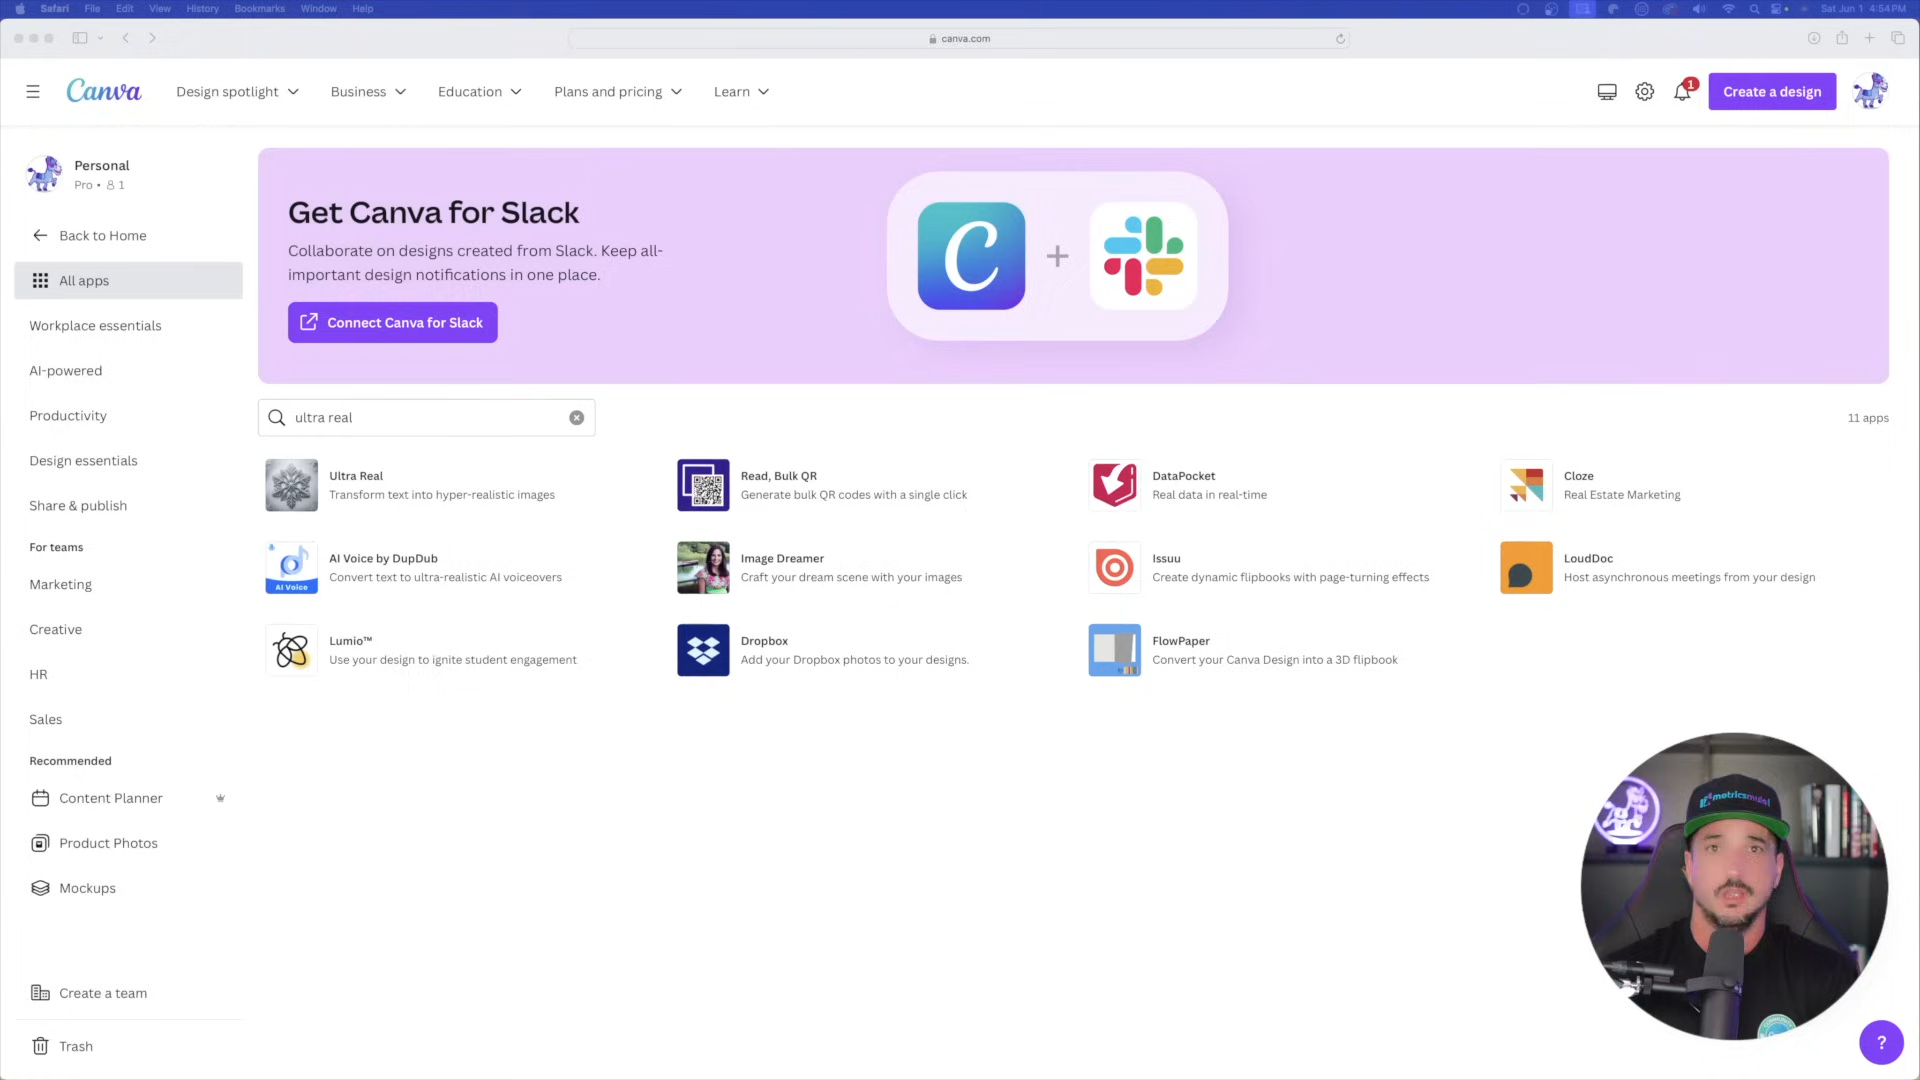 Safari File Edit View History Bookmarks Window Help Sat Jun 1 4:54 PM
canva.com
Canva Design spotlight Business Education Plans and pricing Learn 1 Create a design
Personal
Pro • 1
Back to Home
All apps
Workplace essentials
AI-powered
Productivity
Design essentials
Share & publish
For teams
Marketing
Creative
HR
Sales
Recommended
Content Planner
Product Photos
Mockups
Create a team
Trash
Get Canva for Slack
Collaborate on designs created from Slack. Keep all-
important design notifications in one place.
Connect Canva for Slack
C
ultra real
11 apps
Ultra Real
Transform text into hyper-realistic images
Read, Bulk QR
Generate bulk QR codes with a single click
DataPocket
Real data in real-time
Cloze
Real Estate Marketing
AI Voice
AI Voice by DupDub
Convert text to ultra-realistic AI voiceovers
Image Dreamer
Craft your dream scene with your images
Issuu
Create dynamic flipbooks with page-turning effects
LoudDoc
Host asynchronous meetings from your design
Lumio™
Use your design to ignite student engagement
Dropbox
Add your Dropbox photos to your designs.
FlowPaper
Convert your Canva Design into a 3D flipbook
metricsmule
?